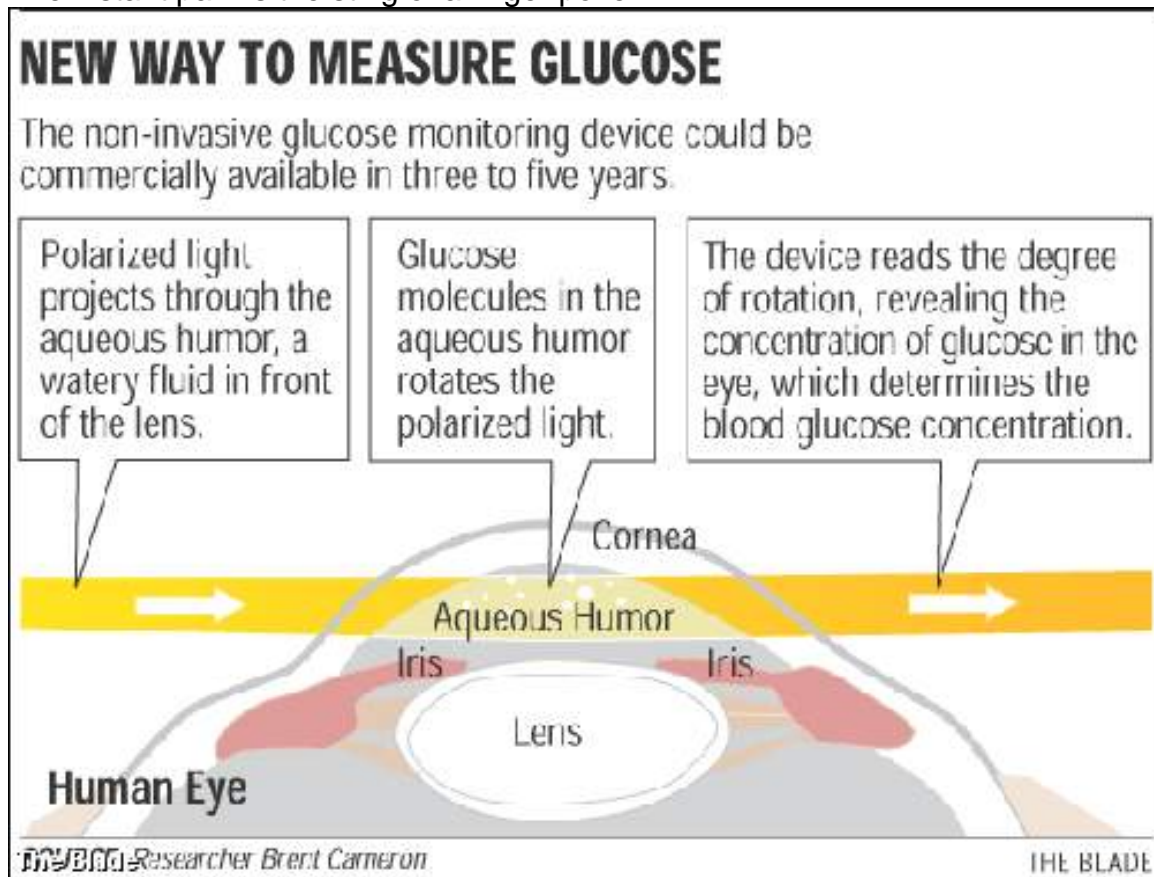 NEW WAY TO MEASURE GLUCOSE
The non-invasive glucose monitoring device could be
commercially available in three to five years.
Polarized light
projects through the
aqueous humor, a
watery fluid in front
of the lens.
Glucose
molecules in the
aqueous humor
rotates the
polarized light.
The device reads the degree
of rotation, revealing the
concentration of glucose in the
eye, which determines the
blood glucose concentration.
Cornea
Aqueous Humor
Iris
Iris
Lens
Human Eye
The Blade Researcher Brent Cameron
THE BLADE